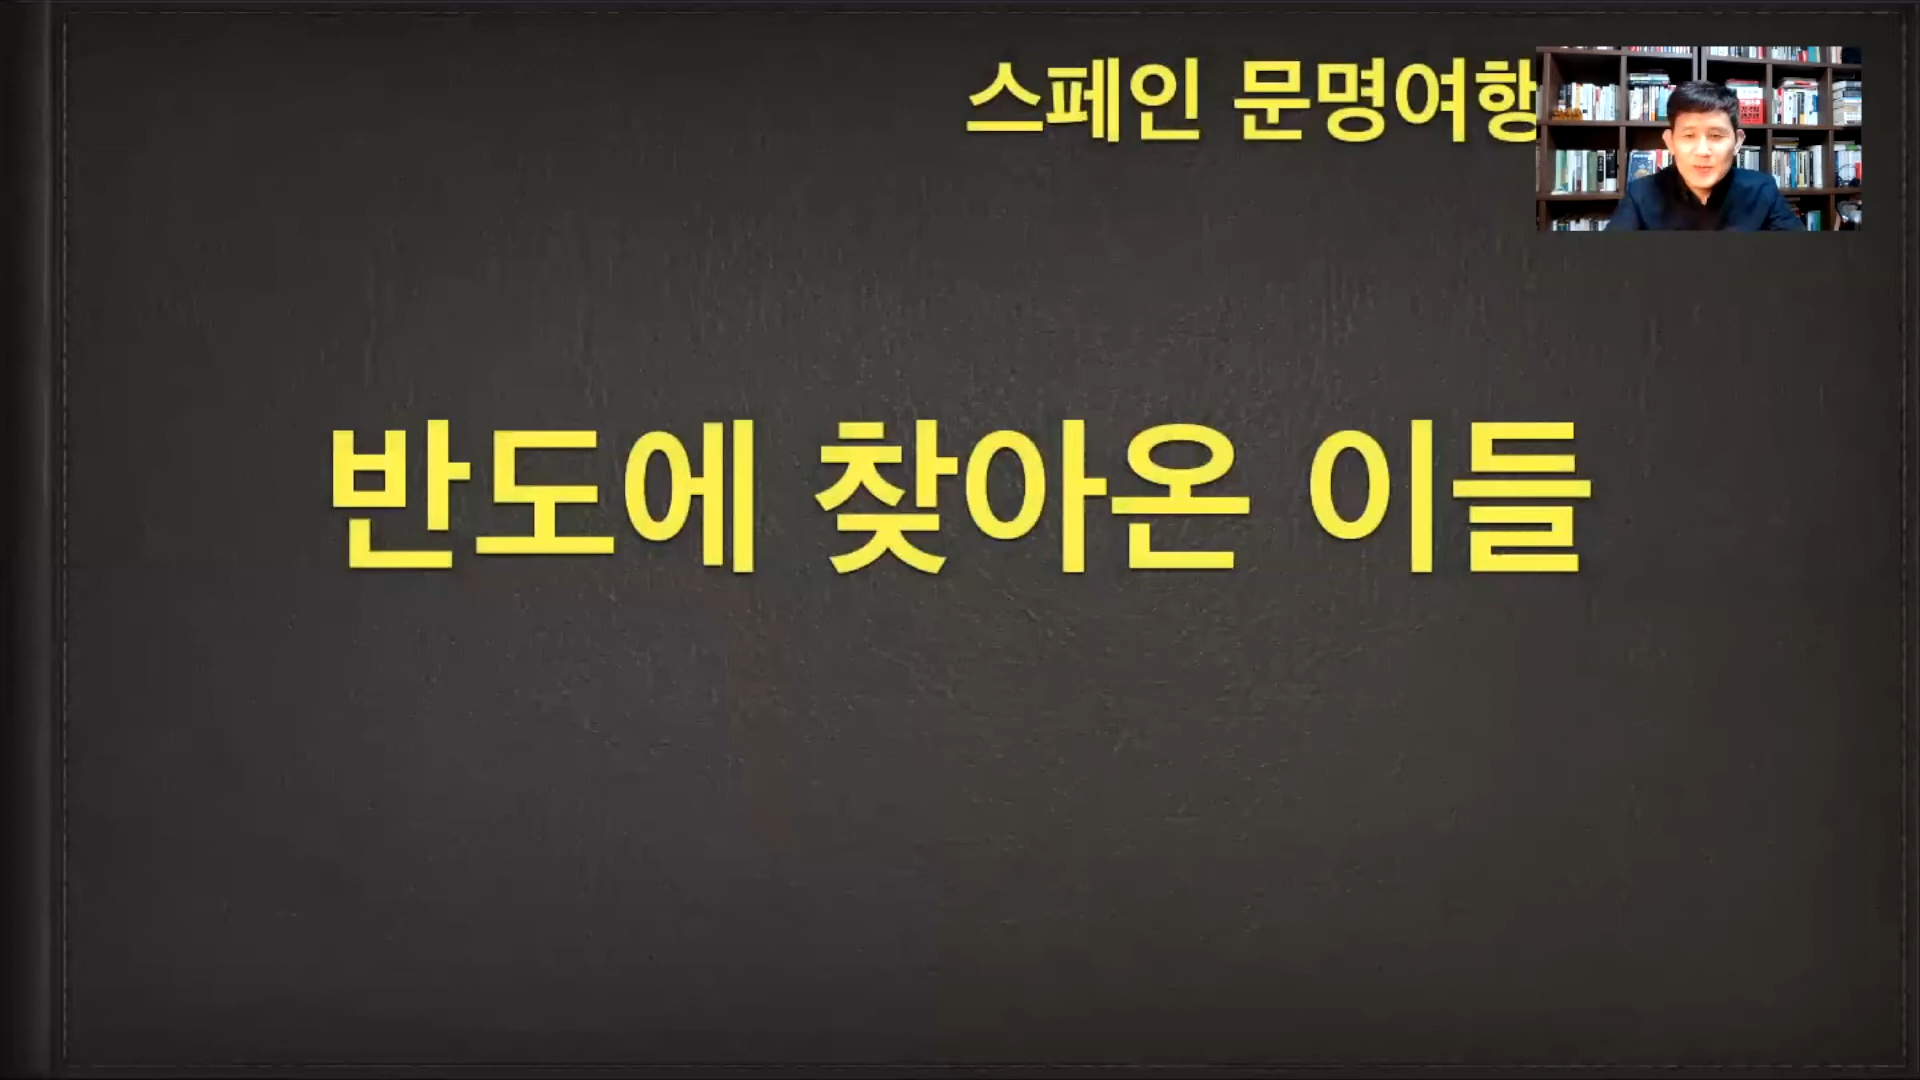 스페인 문명여행
반도에 찾아온 이들